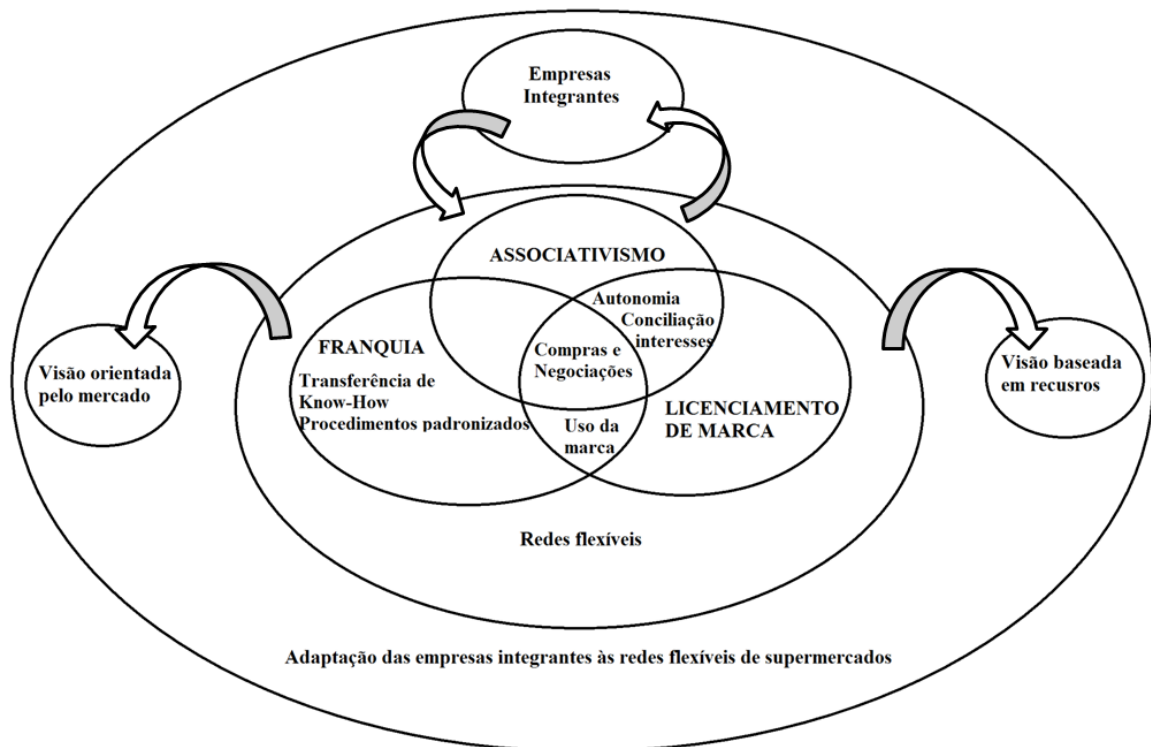 Empresas
Integrantes
ASSOCIATIVISMO
Autonomia
Conciliação
interesses
FRANQUIA
Compras e
Negociações
Visão orientada
pelo mercado
Transferência de
Know-How
Procedimentos padronizados
Visão baseada
em recusros
LICENCIAMENTO
DE MARCA
Uso da
marca
Redes flexíveis
Adaptação das empresas integrantes às redes flexíveis de supermercados